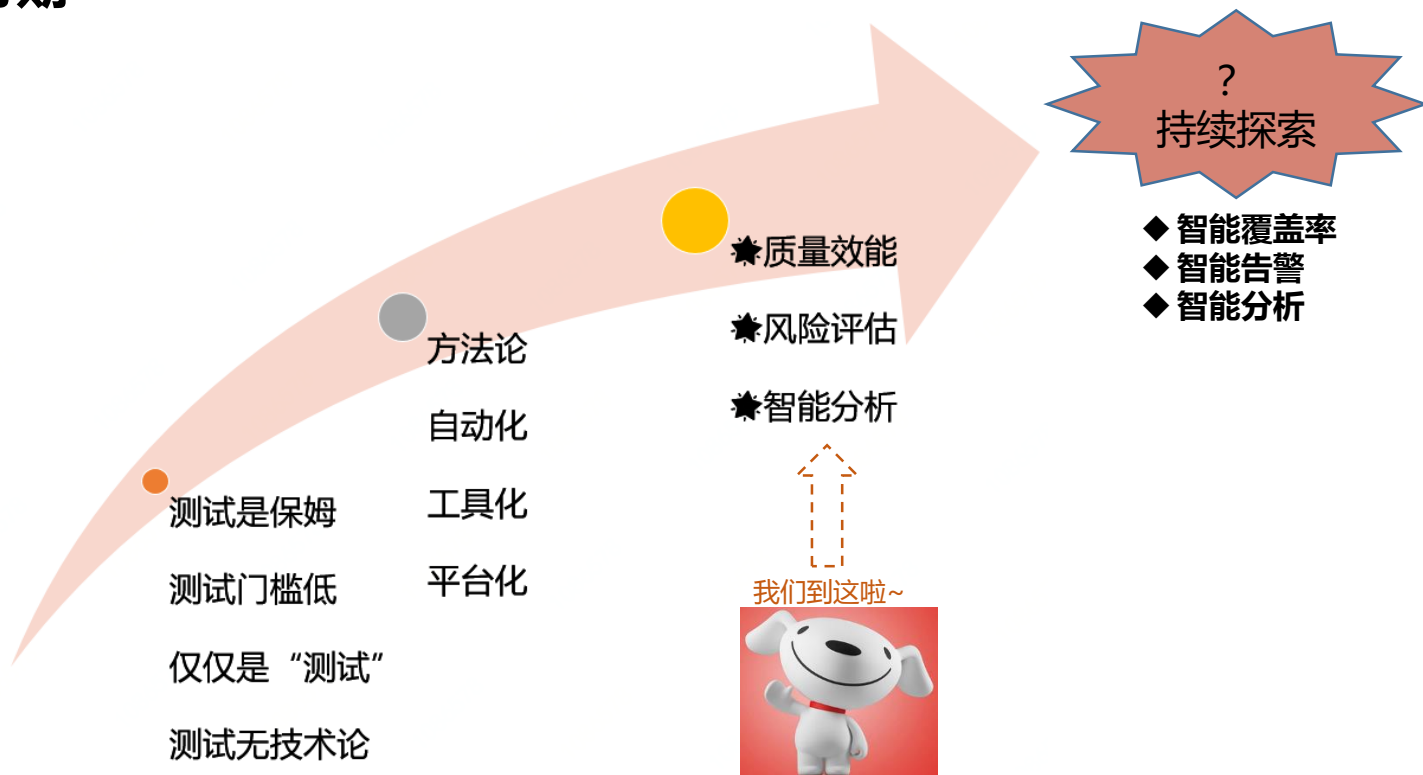 测试是保姆
测试门槛低
仅仅是“测试”
测试无技术论
方法论
自动化
工具化
平台化
质量效能
风险评估
智能分析
我们到这啦~
?
持续探索
◆ 智能覆盖率
◆ 智能告警
◆ 智能分析